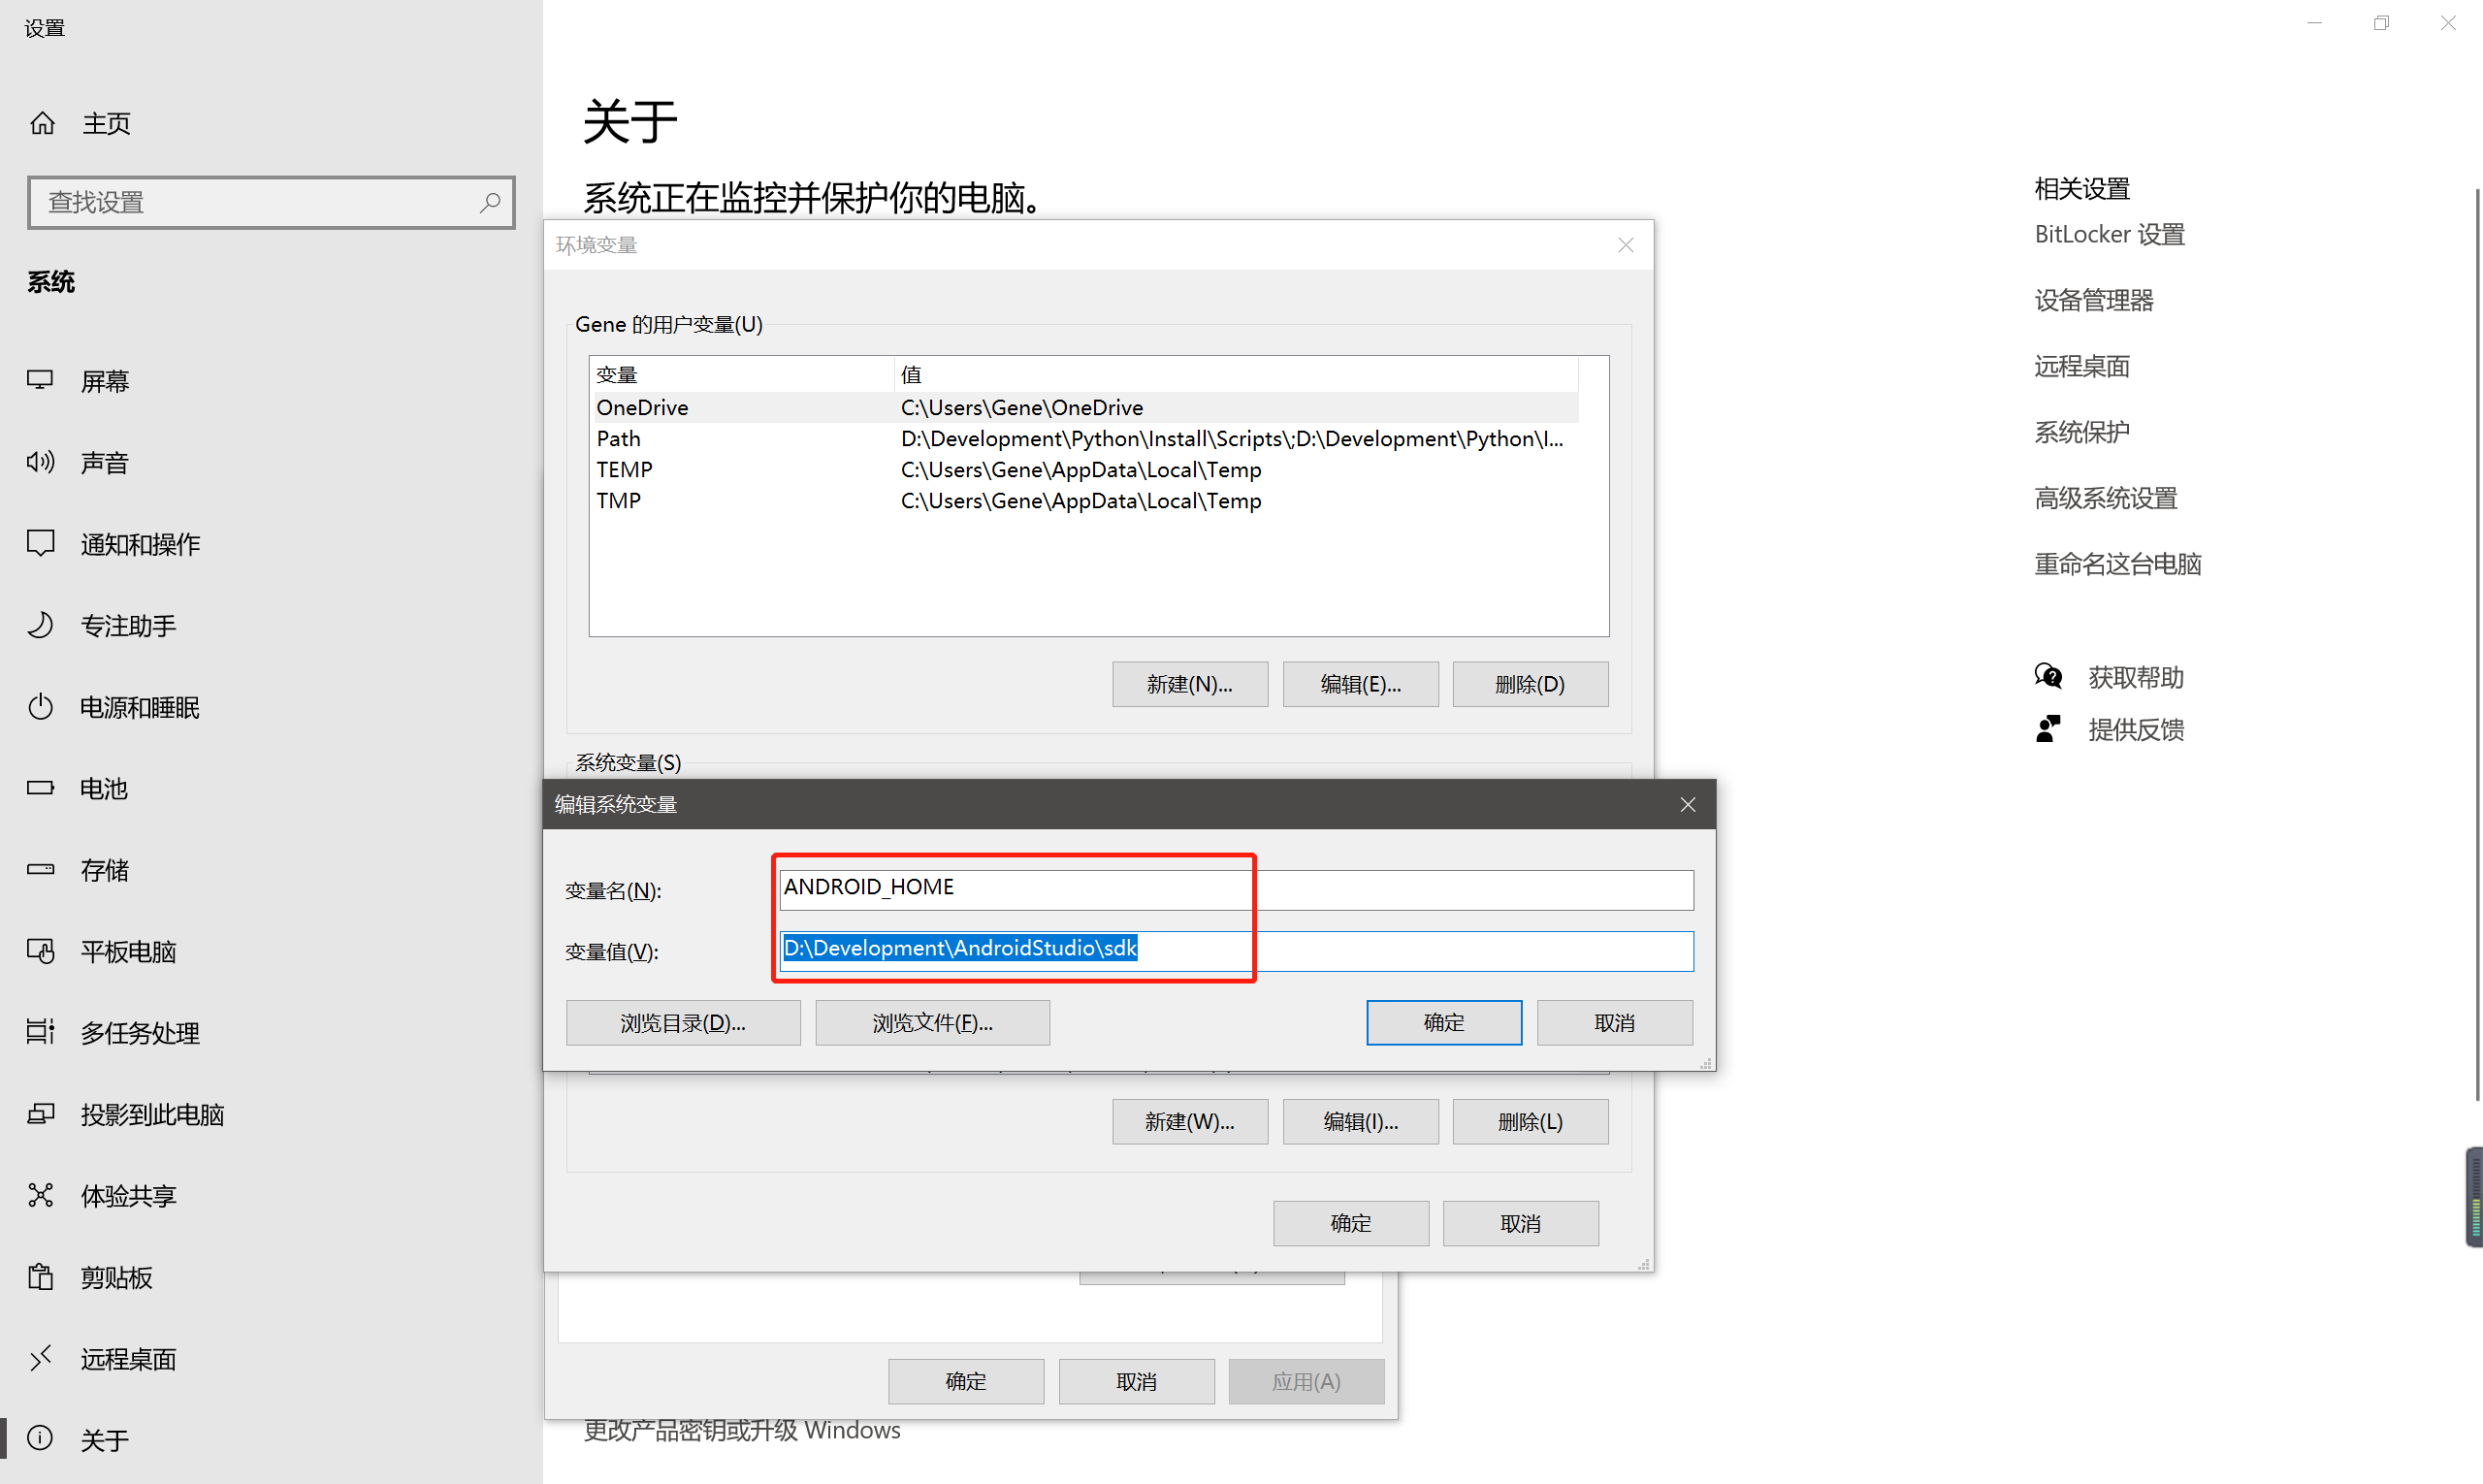 设置
主页
查找设置
系统
屏幕
声音
通知和操作
专注助手
电源和睡眠
电池
存储
平板电脑
多任务处理
投影到此电脑
体验共享
剪贴板
远程桌面
关于
关于
系统正在监控并保护你的电脑。
环境变量
Gene 的用户变量(U)
变量 值
OneDrive C:\Users\Gene\OneDrive
Path D:\Development\Python\Install\Scripts\;D:\Development\Python\I...
TEMP C:\Users\Gene\AppData\Local\Temp
TMP C:\Users\Gene\AppData\Local\Temp
新建(N)... 编辑(E)... 删除(D)
系统变量(S)
编辑系统变量
变量名(N): ANDROID_HOME
变量值(V): D:\Development\AndroidStudio\sdk
浏览目录(D)... 浏览文件(F)... 确定 取消
新建(W)... 编辑(I)... 删除(L)
确定 取消
确定 取消 应用(A)
更改产品密钥或升级 Windows
相关设置
BitLocker 设置
设备管理器
远程桌面
系统保护
高级系统设置
重命名这台电脑
获取帮助
提供反馈